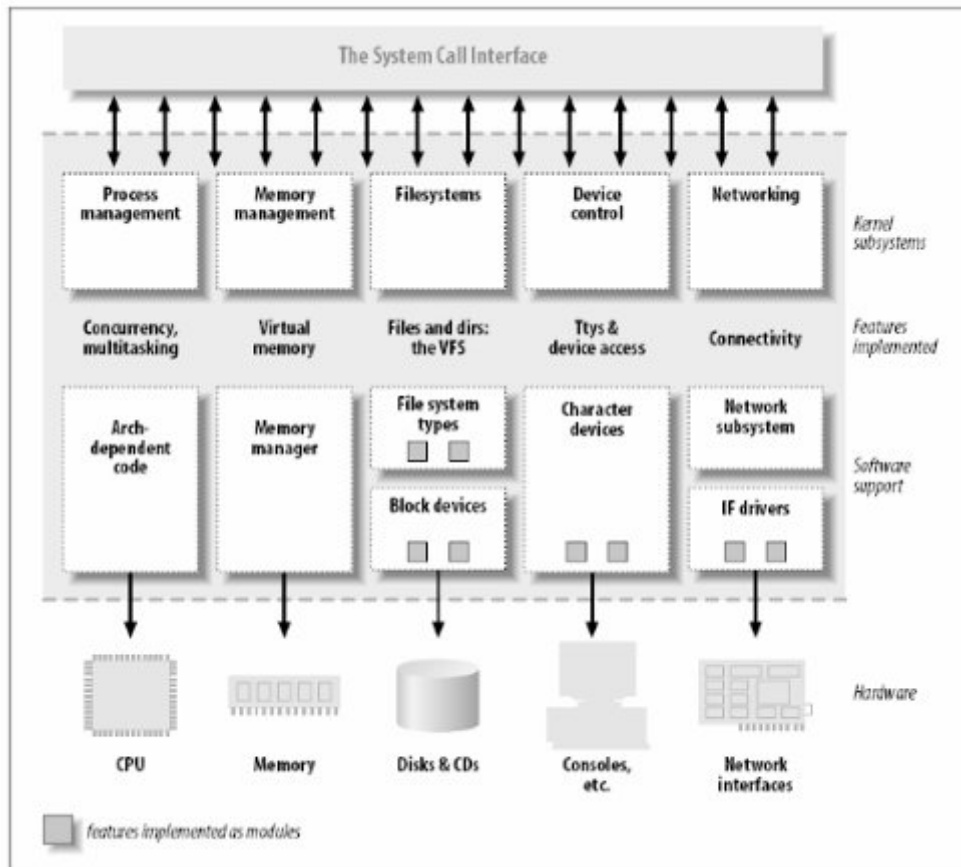 The System Call Interface
Process
management
Memory
management
Filesystems
Device
control
Networking
Kernel
subsystems
Concurrency,
multitasking
Virtual
memory
Files and dirs:
the VFS
Ttys &
device access
Connectivity
Features
implemented
Arch-
dependent
code
Memory
manager
File system
types
Block devices
Character
devices
Network
subsystem
IF drivers
Software
support
Hardware
CPU
Memory
Disks & CDs
Consoles,
etc.
Network
interfaces
features implemented as modules